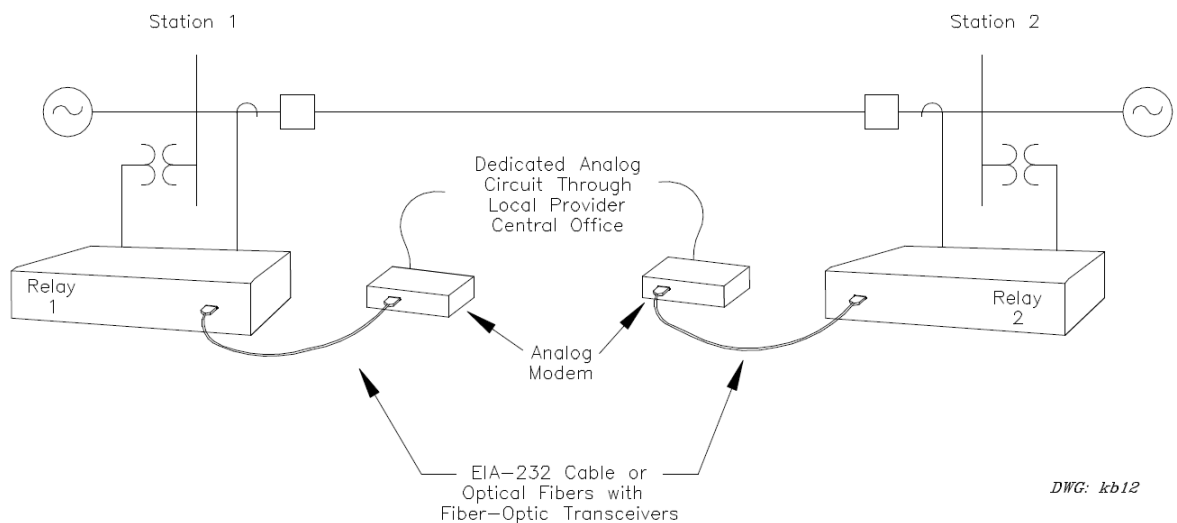 Station 1
Station 2
Dedicated Analog
Circuit Through
Local Provider
Central Office
Relay
1
Relay
2
Analog
Modem
EIA-232 Cable or
Optical Fibers with
Fiber-Optic Transceivers
DWG: kb12